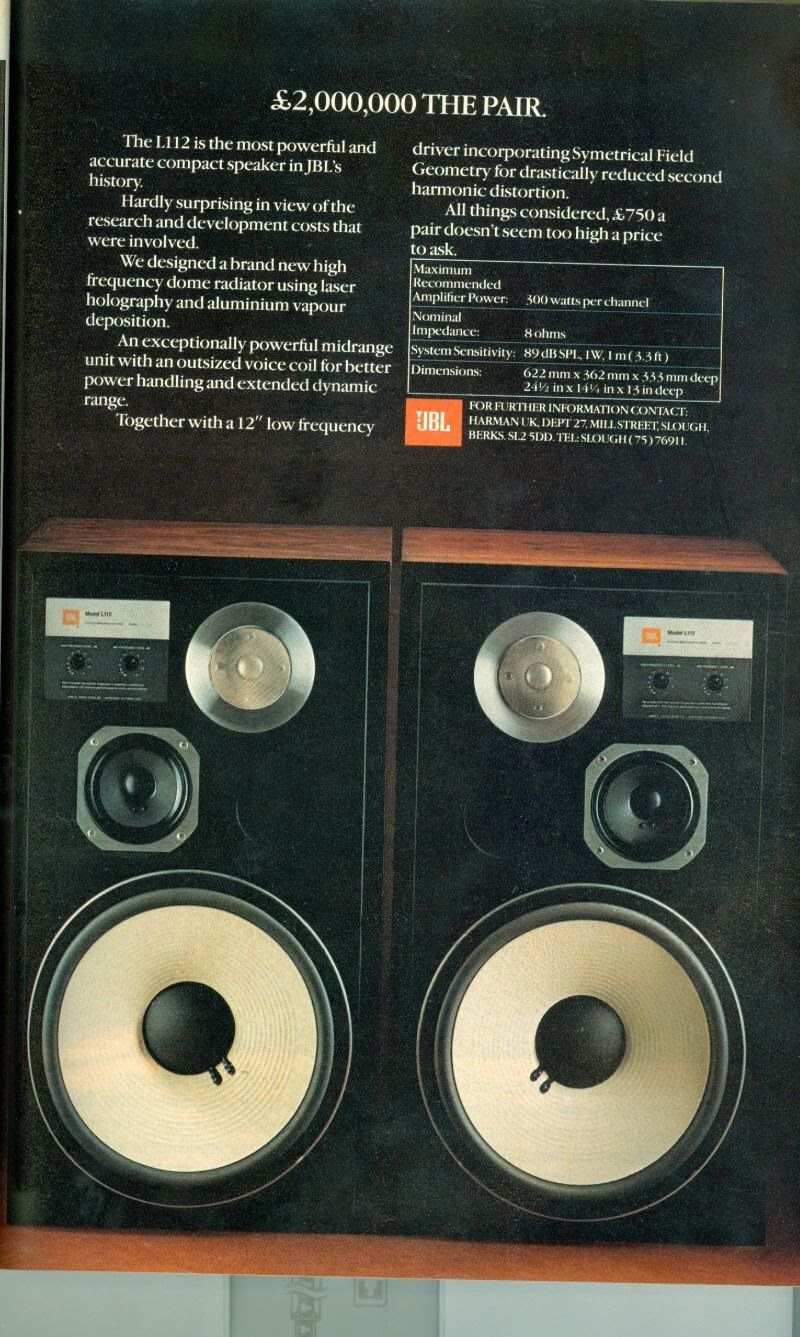 £2,000,000 THE PAIR.
The L112 is the most powerful and
accurate compact speaker in JBL's
history.
Hardly surprising in view of the
research and development costs that
were involved.
We designed a brand new high
frequency dome radiator using laser
holography and aluminium vapour
deposition.
An exceptionally powerful midrange
unit with an outsized voice coil for better
power handling and extended dynamic
range.
Together with a 12" low frequency
driver incorporating Symetrical Field
Geometry for drastically reduced second
harmonic distortion.
All things considered, £750 a
pair doesn't seem too high a price
to ask.
Maximum
Recommended
Amplifier Power: 300 watts per channel
Nominal
Impedance: 8 ohms
System Sensitivity: 89 dB SPL, 1W, 1 m (3.3 ft)
Dimensions: 622 mm x 362 mm x 333 mm deep
24½ in x 14¼ in x 13 in deep
JBL
FOR FURTHER INFORMATION CONTACT:
HARMAN UK, DEPT 27, MILL STREET, SLOUGH,
BERKS. SL2 5DD. TEL: SLOUGH (75) 76911.
JBL
Model L112
JBL
Model L112